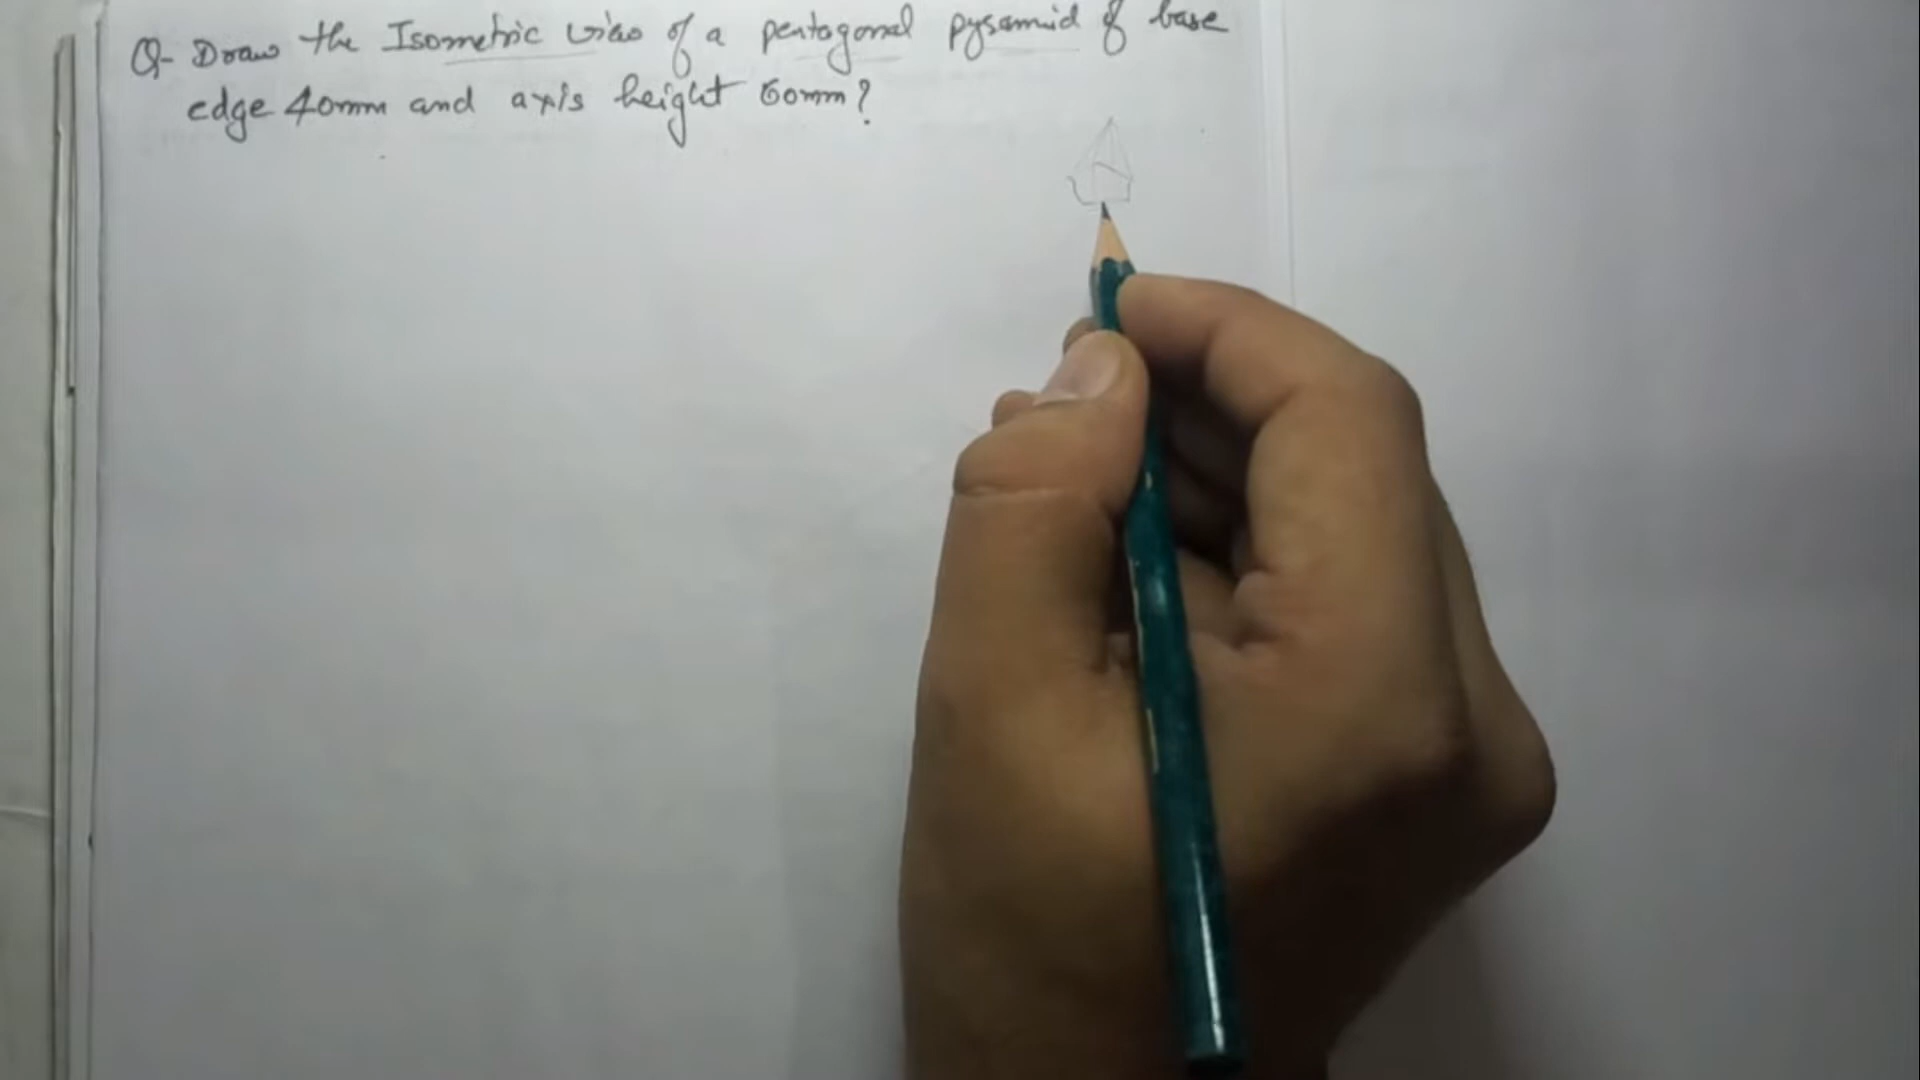 Q- Draw the Isometric view of a pentagonal pyramid of base
edge 40mm and axis height 60mm?